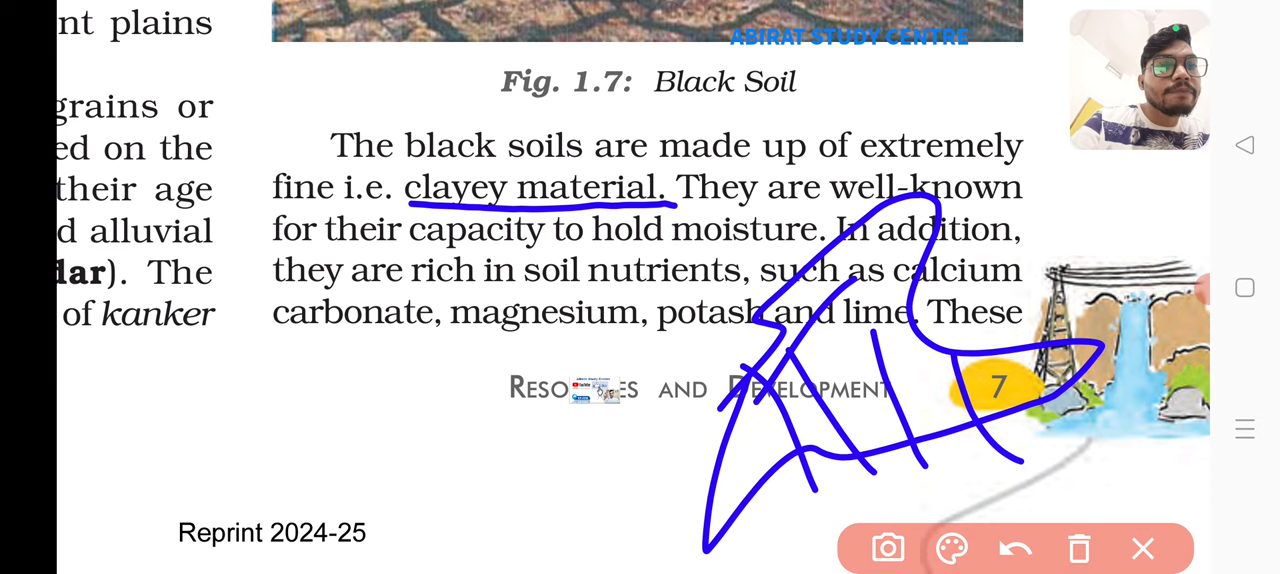 nt plains
grains or
ed on the
their age
d alluvial
dar). The
of kanker
ABIRAT STUDY CENTRE
Fig. 1.7: Black Soil
The black soils are made up of extremely
fine i.e. clayey material. They are well-known
for their capacity to hold moisture. In addition,
they are rich in soil nutrients, such as calcium
carbonate, magnesium, potash and lime. These
RESO ES AND DEVELOPMENT 7
Reprint 2024-25